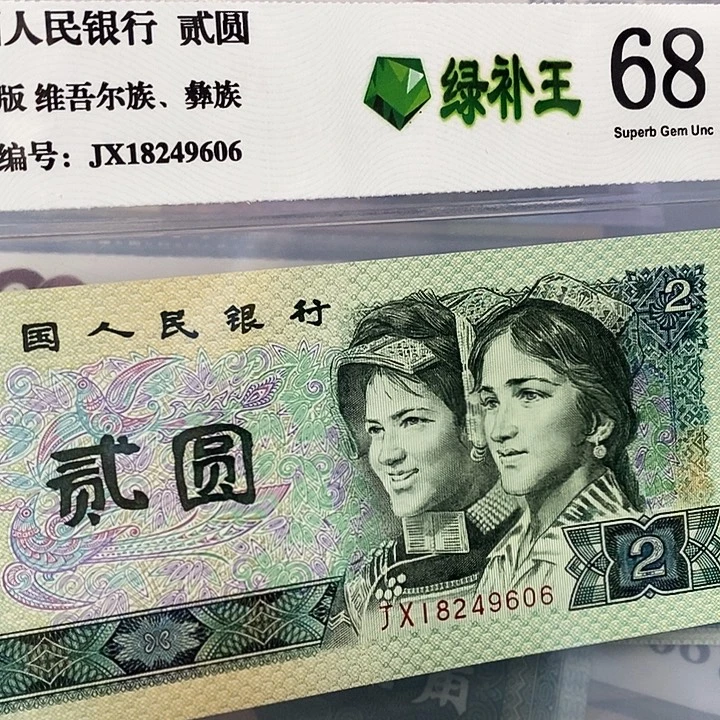 人民银行 贰圆
版 维吾尔族、彝族
编号: JX18249606
绿补王
68
Superb Gem Unc
国人民银行
2
贰圆
2
JX18249606